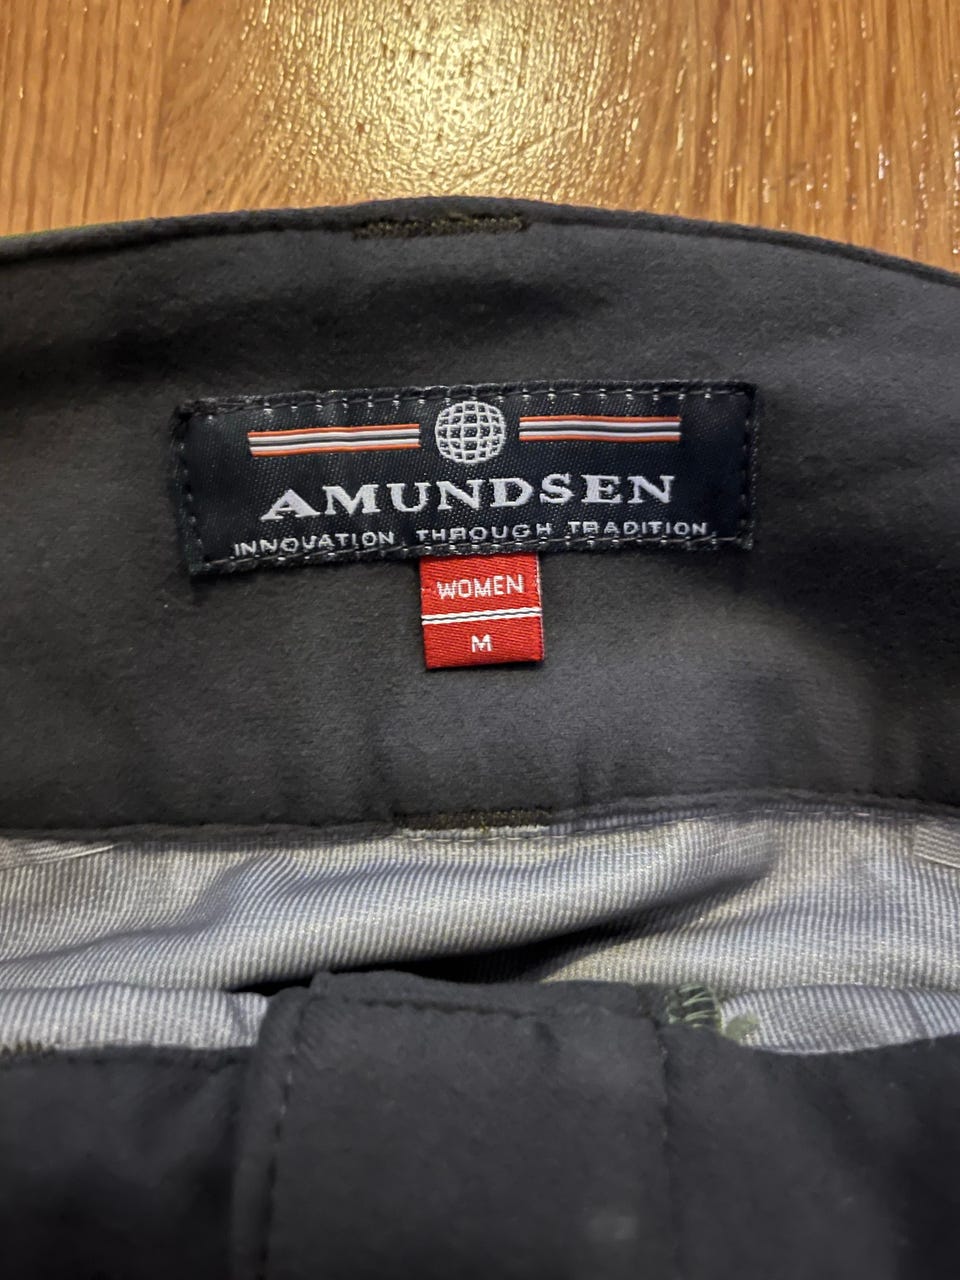 AMUNDSEN
INNOVATION THROUGH TRADITION
WOMEN
M